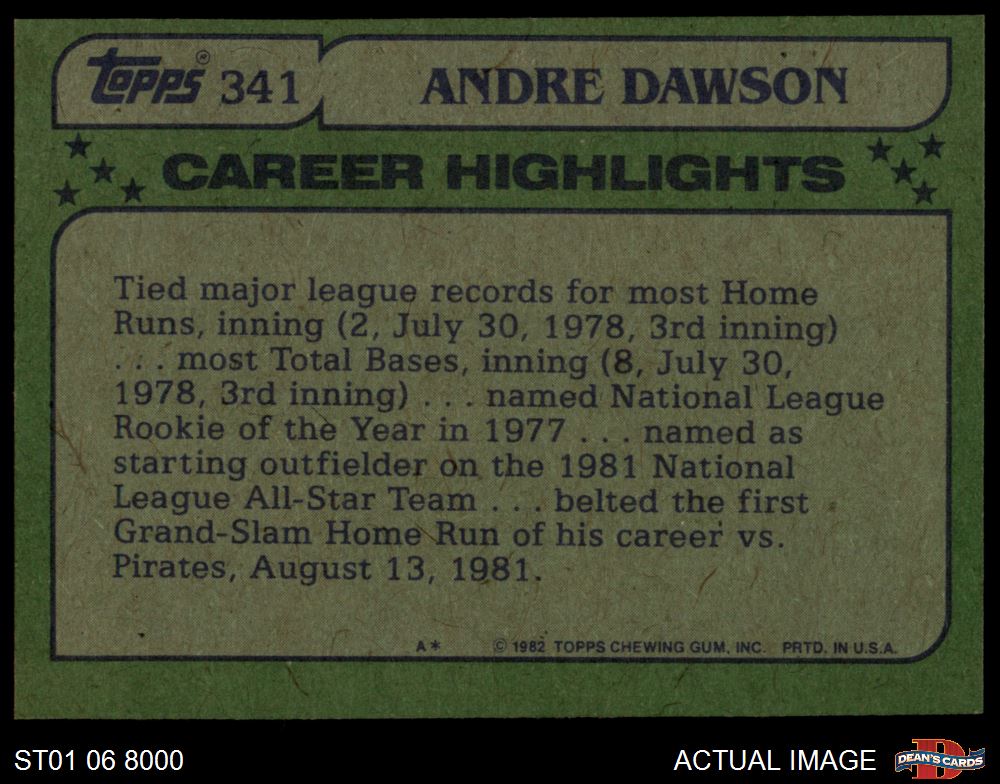 Topps® 341 ANDRE DAWSON
CAREER HIGHLIGHTS
Tied major league records for most Home
Runs, inning (2, July 30, 1978, 3rd inning)
. . . most Total Bases, inning (8, July 30,
1978, 3rd inning) . . . named National League
Rookie of the Year in 1977 . . . named as
starting outfielder on the 1981 National
League All-Star Team . . . belted the first
Grand-Slam Home Run of his career vs.
Pirates, August 13, 1981.
A* © 1982 TOPPS CHEWING GUM, INC. PRTD. IN U.S.A.
ST01 06 8000 ACTUAL IMAGE D DEAN'S CARDS